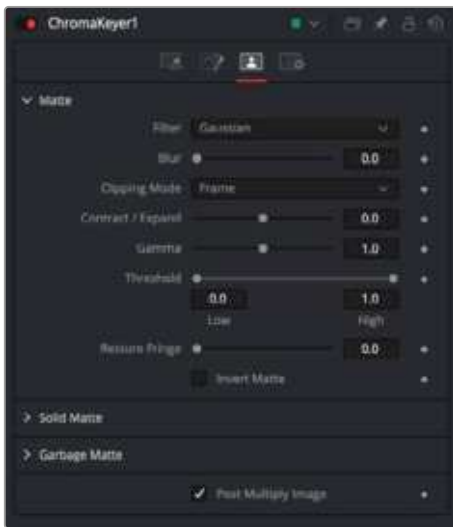 ChromaKeyer1
Matte
Filter Gaussian
Blur 0.0
Clipping Mode Frame
Contract / Expand 0.0
Gamma 1.0
Threshold
0.0 1.0
Low High
Restore Fringe 0.0
Invert Matte
Solid Matte
Garbage Matte
Post Multiply Image